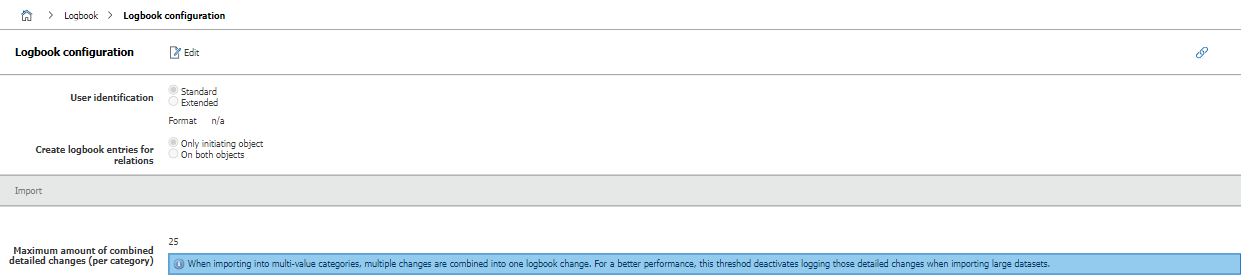 Logbook > Logbook configuration
Logbook configuration Edit
User identification
Standard
Extended
Format n/a
Create logbook entries for
relations
Only initiating object
On both objects
Import
Maximum amount of combined
detailed changes (per category)
25
When importing into multi-value categories, multiple changes are combined into one logbook change. For a better performance, this threshod deactivates logging those detailed changes when importing large datasets.